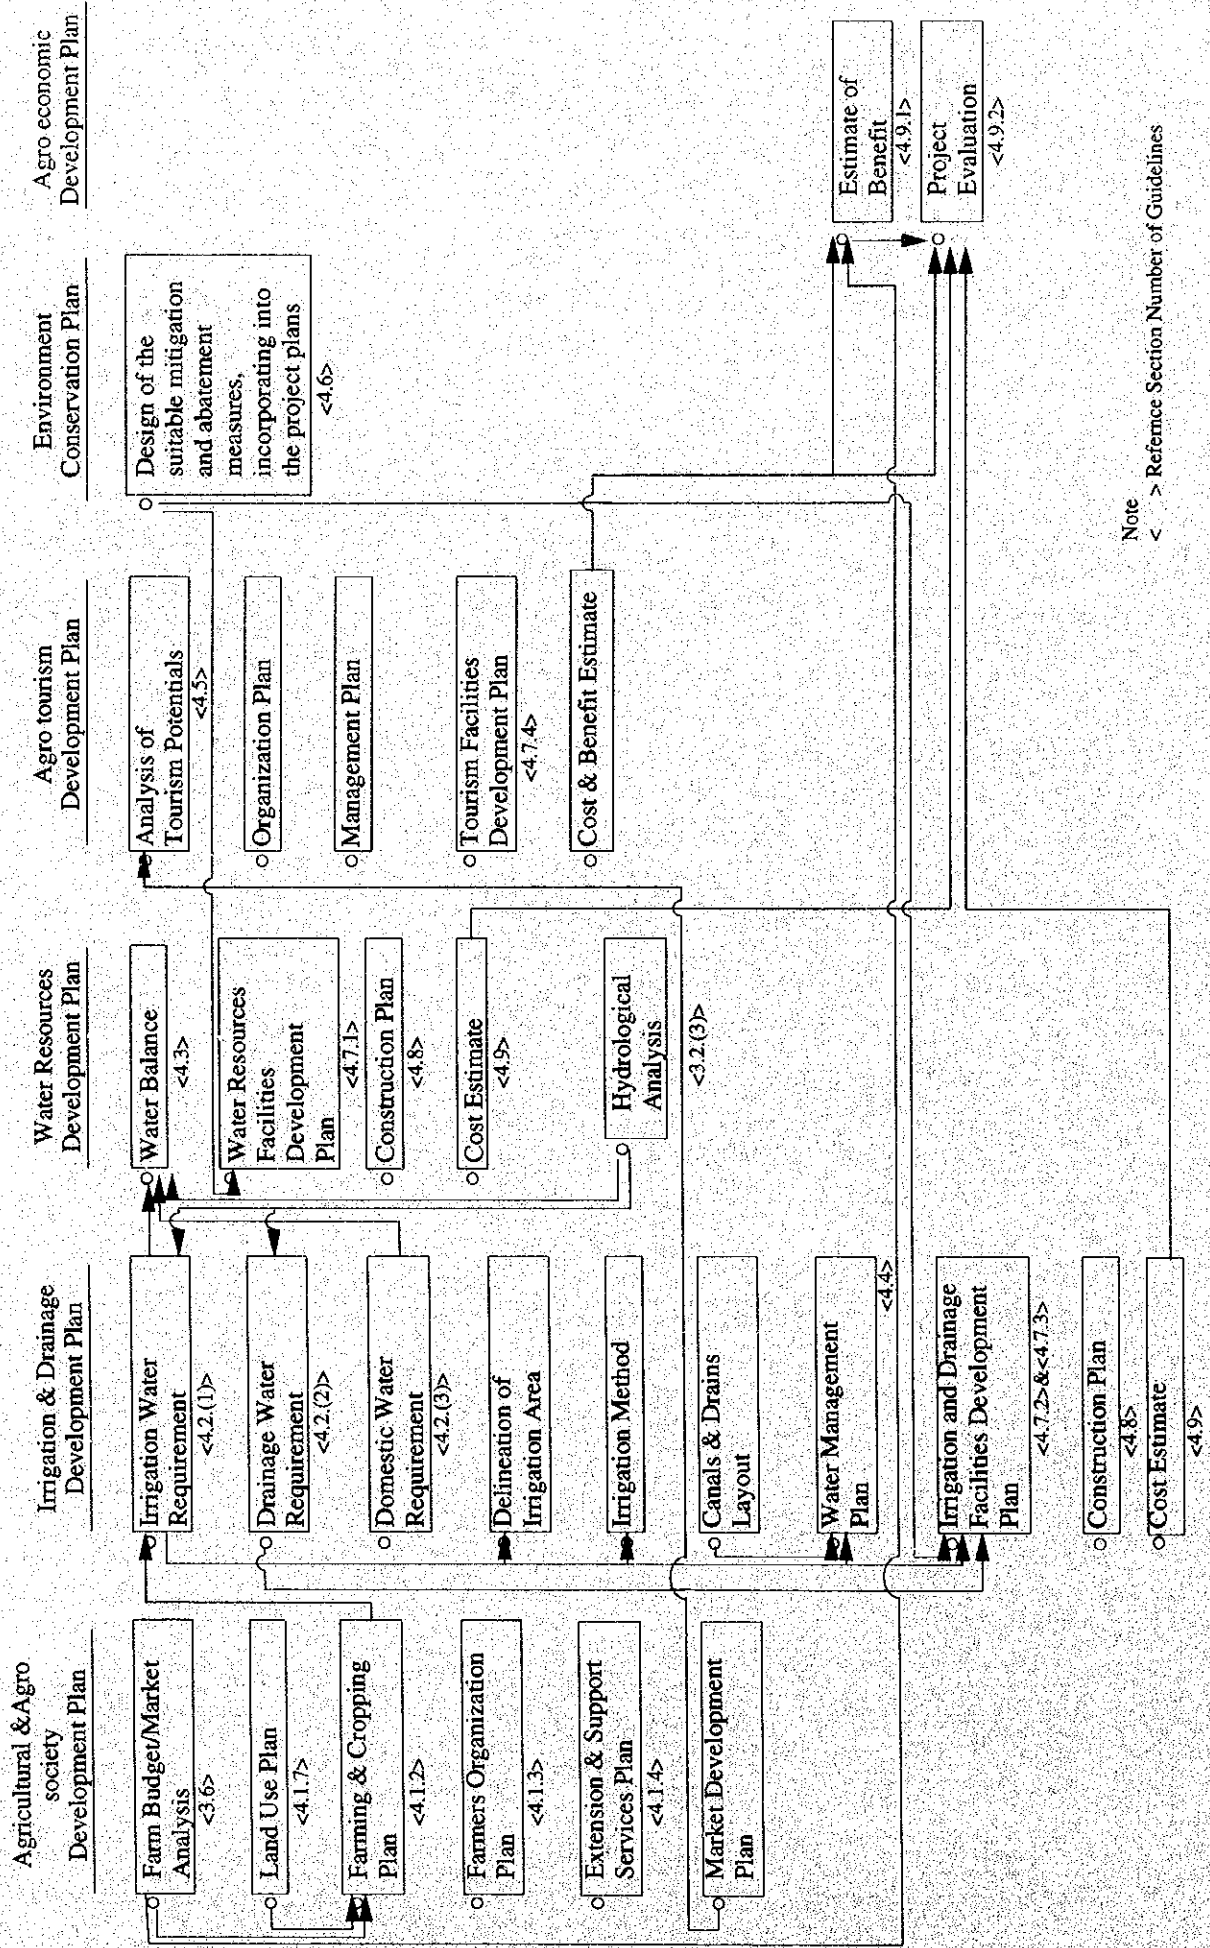 Agricultural &Agro
society
Development Plan
Farm Budget/Market
Analysis
<3.6>
Land Use Plan
<4.1.7>
Farming & Cropping
Plan
<4.1.2>
Farmers Organization
Plan
<4.1.3>
Extension & Support
Services Plan
<4.1.4>
Market Development
Plan
Irrigation & Drainage
Development Plan
Irrigation Water
Requirement
<4.2.(1)>
Drainage Water
Requirement
<4.2.(2)>
Domestic Water
Requirement
<4.2.(3)>
Delineation of
Irrigation Area
Irrigation Method
Canals & Drains
Layout
Water Management
Plan
<4.4>
Irrigation and Drainage
Facilities Development
Plan
<4.7.2>&<4.7.3>
Construction Plan
<4.8>
Cost Estimate
<4.9>
Water Resources
Development Plan
Water Balance
<4.3>
Water Resources
Facilities
Development
Plan
<4.7.1>
Construction Plan
<4.8>
Cost Estimate
<4.9>
Hydrological
Analysis
<3.2.(3)>
Agro tourism
Development Plan
Analysis of
Tourism Potentials
<4.5>
Organization Plan
Management Plan
Tourism Facilities
Development Plan
<4.7.4>
Cost & Benefit Estimate
Environment
Conservation Plan
Design of the
suitable mitigation
and abatement
measures,
incorporating into
the project plans
<4.6>
Agro economic
Development Plan
Estimate of
Benefit
<4.9.1>
Project
Evaluation
<4.9.2>
Note
< > Refernce Section Number of Guidelines